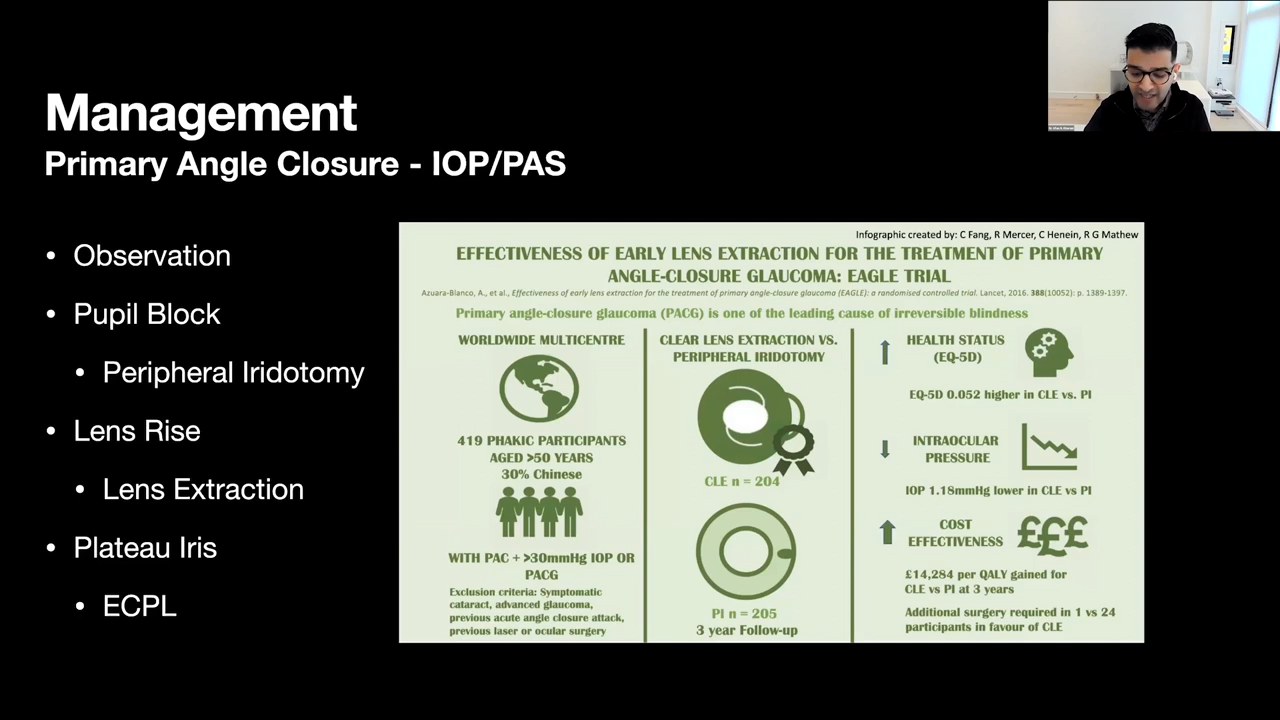 Management
Primary Angle Closure - IOP/PAS
• Observation
• Pupil Block
• Peripheral Iridotomy
• Lens Rise
• Lens Extraction
• Plateau Iris
• ECPL
Infographic created by: C Fang, R Mercer, C Henein, R G Mathew
EFFECTIVENESS OF EARLY LENS EXTRACTION FOR THE TREATMENT OF PRIMARY
ANGLE-CLOSURE GLAUCOMA: EAGLE TRIAL
Azuara-Blanco, A., et al., Effectiveness of early lens extraction for the treatment of primary angle-closure glaucoma (EAGLE): a randomised controlled trial. Lancet, 2016. 388(10052): p. 1389-1397.
Primary angle-closure glaucoma (PACG) is one of the leading cause of irreversible blindness
WORLDWIDE MULTICENTRE
419 PHAKIC PARTICIPANTS
AGED >50 YEARS
30% Chinese
WITH PAC + >30mmHg IOP OR
PACG
Exclusion criteria: Symptomatic
cataract, advanced glaucoma,
previous acute angle closure attack,
previous laser or ocular surgery
CLEAR LENS EXTRACTION VS.
PERIPHERAL IRIDOTOMY
CLE n = 204
PI n = 205
3 year Follow-up
HEALTH STATUS
(EQ-5D)
EQ-5D 0.052 higher in CLE vs. PI
INTRAOCULAR
PRESSURE
IOP 1.18mmHg lower in CLE vs PI
COST
EFFECTIVENESS
£££
£14,284 per QALY gained for
CLE vs PI at 3 years
Additional surgery required in 1 vs 24
participants in favour of CLE